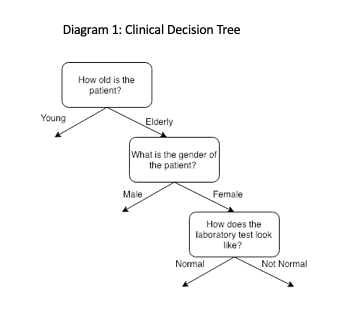 Diagram 1: Clinical Decision Tree
How old is the
patient?
Young
Elderly
What is the gender of
the patient?
Male
Female
How does the
laboratory test look
like?
Normal
Not Normal